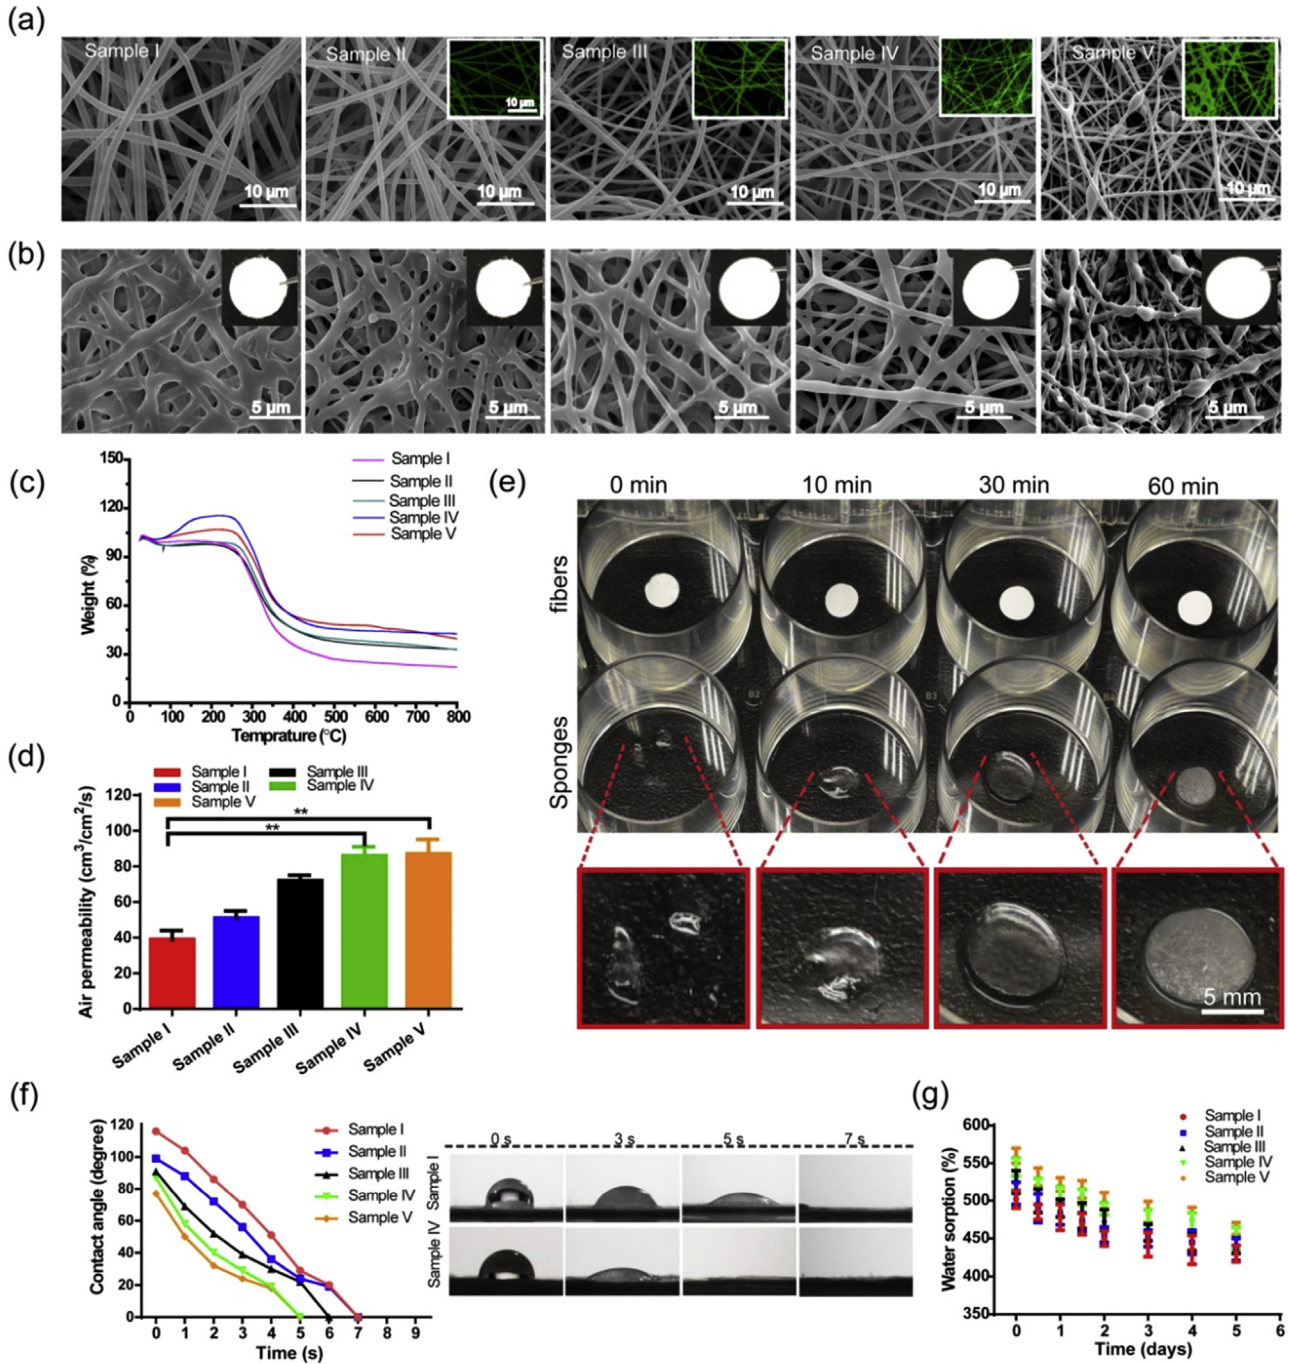 (a)
Sample I
Sample II
Sample III
Sample IV
Sample V
10 µm
10 µm
10 µm
10 µm
10 µm
10 µm
(b)
5 µm
5 µm
5 µm
5 µm
5 µm
(c)
150
120
90
60
30
0
Weight (%)
0 100 200 300 400 500 600 700 800
Temprature (°C)
Sample I
Sample II
Sample III
Sample IV
Sample V
(d)
Sample I
Sample II
Sample V
Sample III
Sample IV
120
100
80
60
40
20
0
Air permeability (cm³/cm²/s)
**
**
Sample I
Sample II
Sample III
Sample IV
Sample V
(e)
0 min
10 min
30 min
60 min
fibers
Sponges
B2
B3
5 mm
(f)
120
100
80
60
40
20
0
Contact angle (degree)
0 1 2 3 4 5 6 7 8 9
Time (s)
Sample I
Sample II
Sample III
Sample IV
Sample V
0 s
3 s
5 s
7 s
Sample I
Sample IV
(g)
600
550
500
450
400
350
Water sorption (%)
0 1 2 3 4 5 6
Time (days)
Sample I
Sample II
Sample III
Sample IV
Sample V